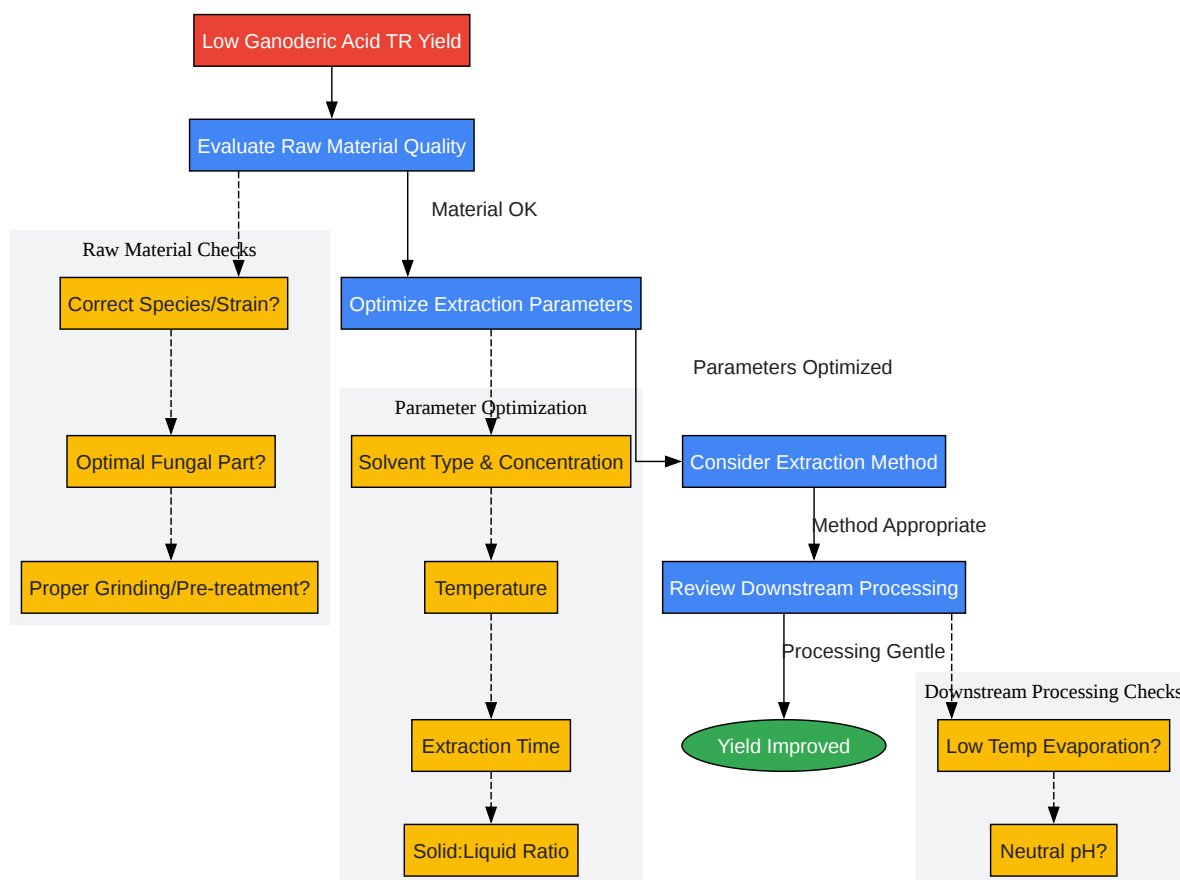 Low Ganoderic Acid TR Yield
Evaluate Raw Material Quality
Material OK
Raw Material Checks
Correct Species/Strain?
Optimize Extraction Parameters
Parameters Optimized
Parameter Optimization
Optimal Fungal Part?
Solvent Type & Concentration
Consider Extraction Method
Method Appropriate
Proper Grinding/Pre-treatment?
Temperature
Review Downstream Processing
Processing Gentle
Downstream Processing Checks
Extraction Time
Yield Improved
Low Temp Evaporation?
Solid:Liquid Ratio
Neutral pH?